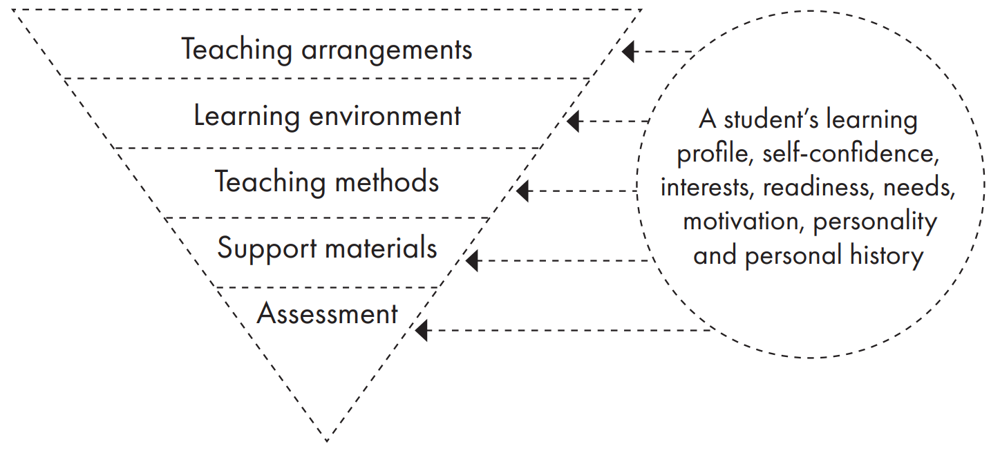 Teaching arrangements
Learning environment
Teaching methods
Support materials
Assessment
A student’s learning
profile, self-confidence,
interests, readiness, needs,
motivation, personality
and personal history